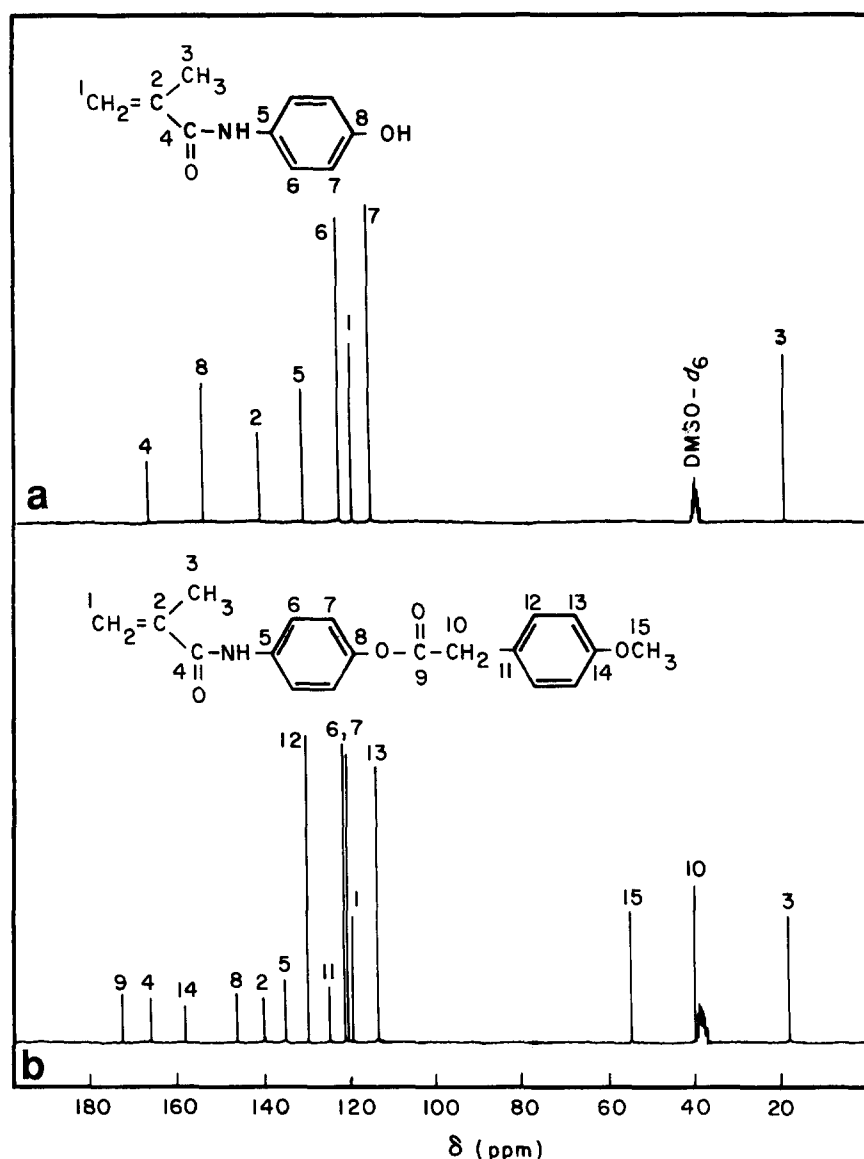 3
1 2 CH3
CH2=C
4 C-NH 5 8 OH
O 6 7
6 7
1
8 5 3
2
4 DMSO-d6
a
3
1 2 CH3 6 7 O 10 12 13 15
CH2=C
4 C-NH 5 8 O-C-CH2 OCH3
O 9 11 14
12 6,7 13
1 15 10 3
9 4 14 8 2 5 11
b
180 160 140 120 100 80 60 40 20
δ (ppm)